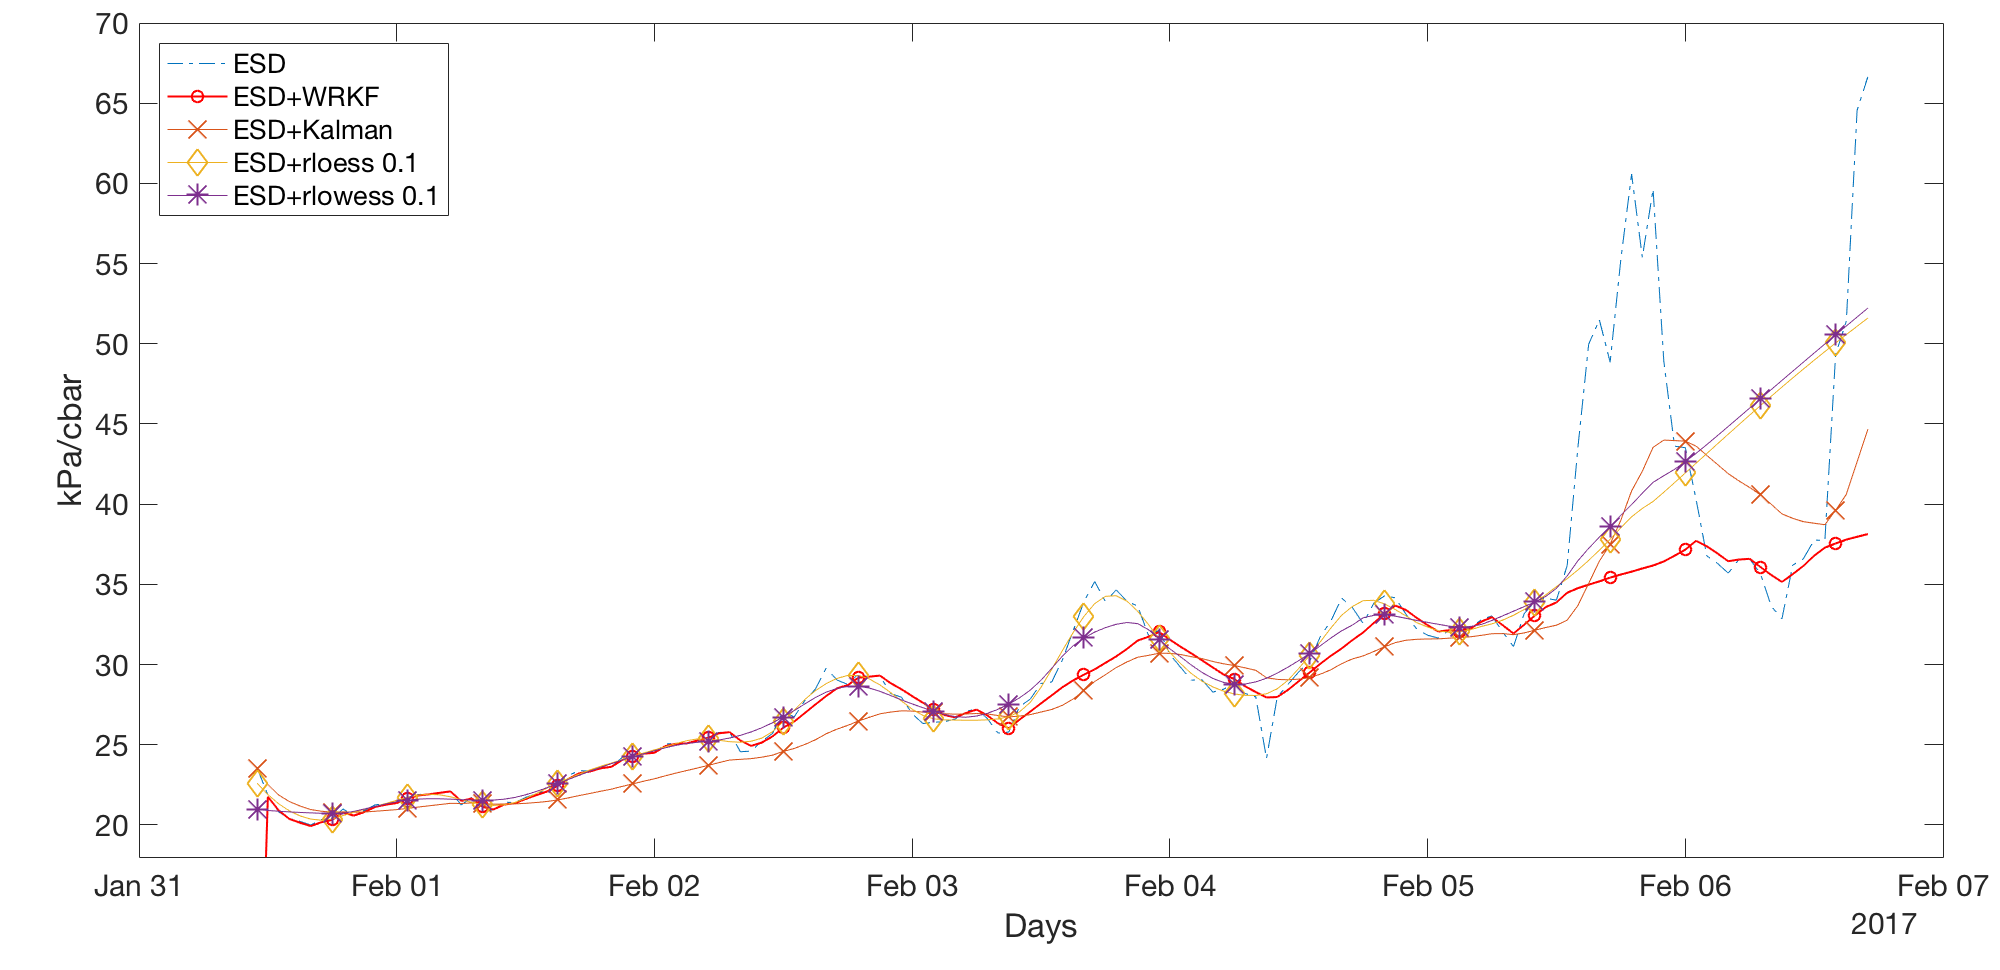 70
65
60
55
50
45
40
35
30
25
20
kPa/cbar
ESD
ESD+WRKF
ESD+Kalman
ESD+rloess 0.1
ESD+rlowess 0.1
Jan 31 Feb 01 Feb 02 Feb 03 Feb 04 Feb 05 Feb 06 Feb 07
Days
2017